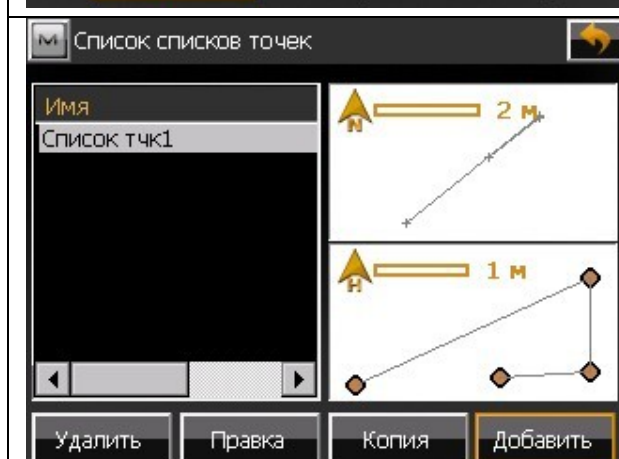 Список списков точек
Имя
Список тчк1
N
2 м
H
1 м
Удалить
Правка
Копия
Добавить